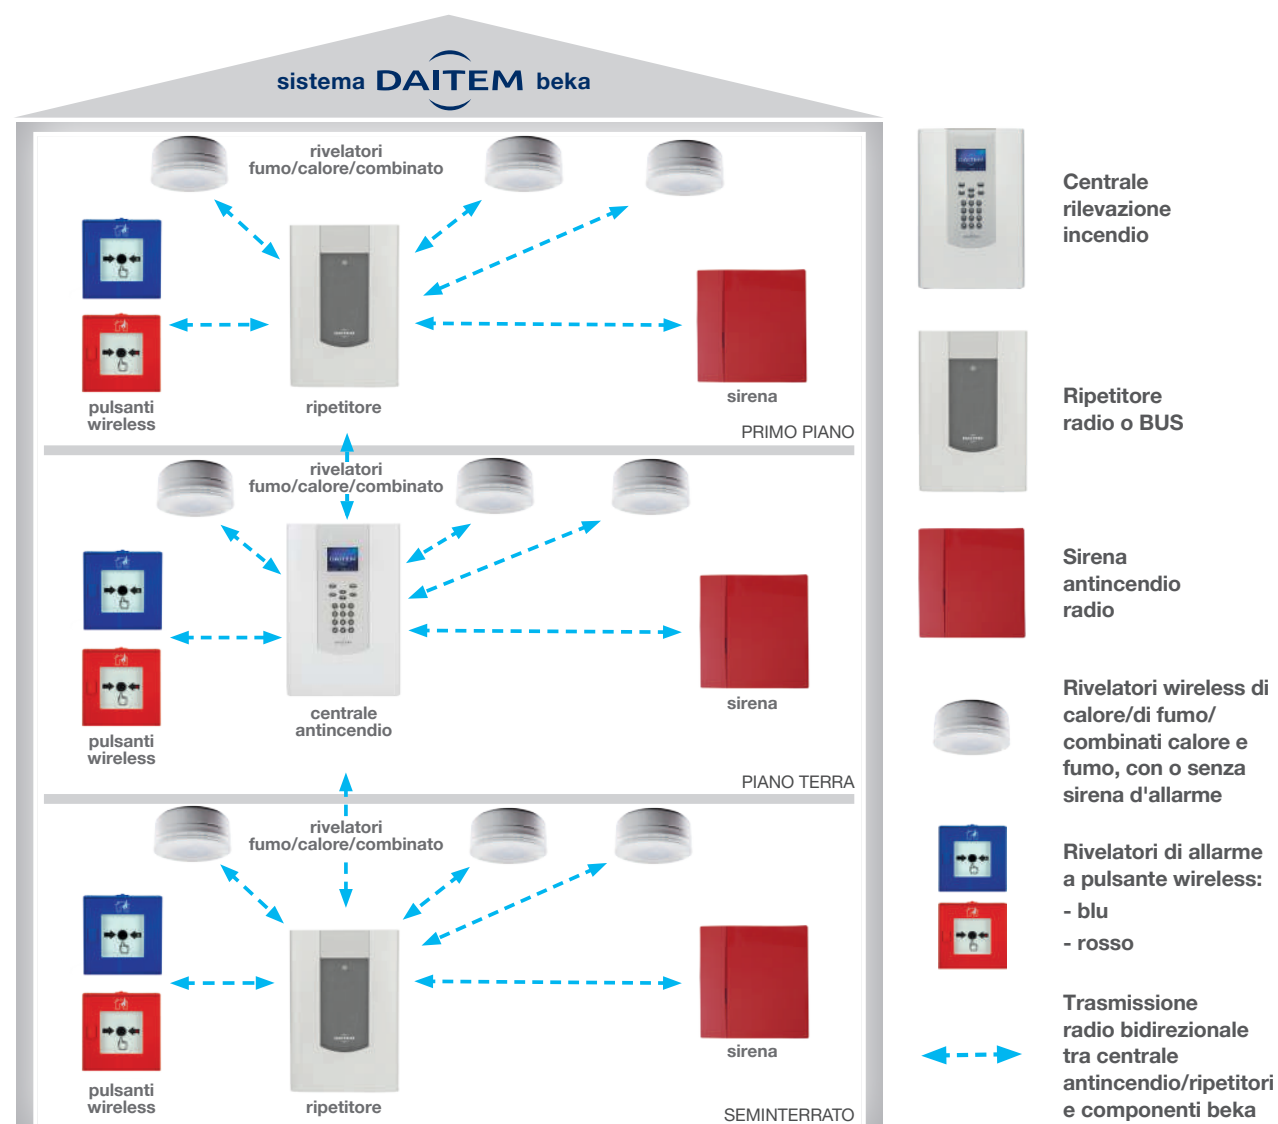 sistema DAITEM beka
rivelatori
fumo/calore/combinato
pulsanti
wireless
ripetitore
sirena
PRIMO PIANO
rivelatori
fumo/calore/combinato
pulsanti
wireless
centrale
antincendio
sirena
PIANO TERRA
rivelatori
fumo/calore/combinato
pulsanti
wireless
ripetitore
sirena
SEMINTERRATO
Centrale
rilevazione
incendio
Ripetitore
radio o BUS
Sirena
antincendio
radio
Rivelatori wireless di
calore/di fumo/
combinati calore e
fumo, con o senza
sirena d'allarme
Rivelatori di allarme
a pulsante wireless:
- blu
- rosso
Trasmissione
radio bidirezionale
tra centrale
antincendio/ripetitori
e componenti beka